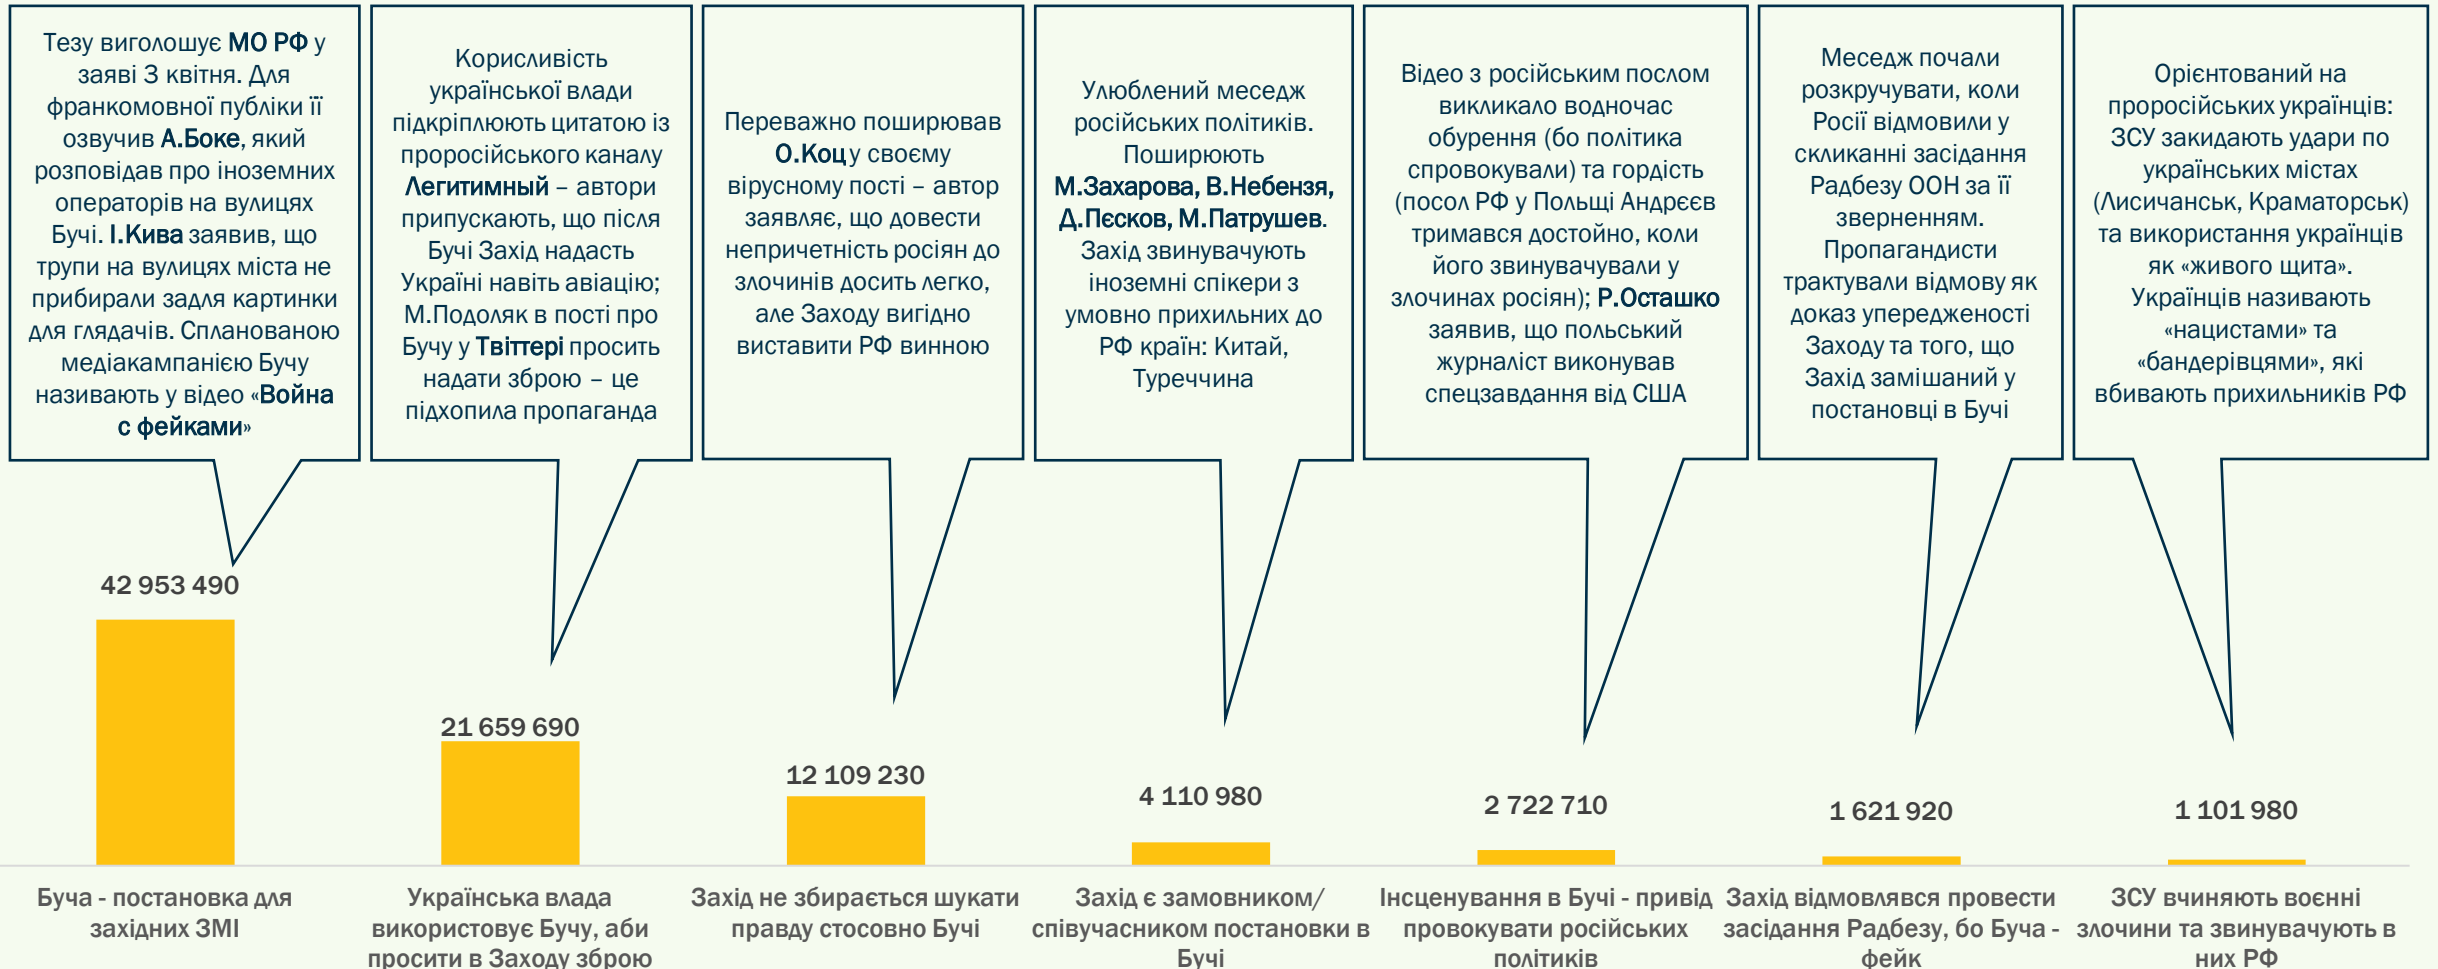 Тезу виголошує МО РФ у
заяві 3 квітня. Для
франкомовної публіки її
озвучив А.Боке, який
розповідав про іноземних
операторів на вулицях
Бучі. І.Кива заявив, що
трупи на вулицях міста не
прибирали задля картинки
для глядачів. Спланованою
медіакампанією Бучу
називають у відео «Война
с фейками»
Корисливість
української влади
підкріплюють цитатою із
проросійського каналу
Легитимный – автори
припускають, що після
Бучі Захід надасть
Україні навіть авіацію;
М.Подоляк в пості про
Бучу у Твіттері просить
надати зброю – це
підхопила пропаганда
Переважно поширював
О.Коц у своєму
вірусному пості – автор
заявляє, що довести
непричетність росіян до
злочинів досить легко,
але Заходу вигідно
виставити РФ винною
Улюблений меседж
російських політиків.
Поширюють
М.Захарова, В.Небензя,
Д.Пєсков, М.Патрушев.
Захід звинувачують
іноземні спікери з
умовно прихильних до
РФ країн: Китай,
Туреччина
Відео з російським послом
викликало водночас
обурення (бо політика
спровокували) та гордість
(посол РФ у Польщі Андрєєв
тримався достойно, коли
його звинувачували у
злочинах росіян); Р.Осташко
заявив, що польський
журналіст виконував
спецзавдання від США
Меседж почали
розкручувати, коли
Росії відмовили у
скликанні засідання
Радбезу ООН за її
зверненням.
Пропагандисти
трактували відмову як
доказ упередженості
Заходу та того, що
Захід замішаний у
постановці в Бучі
Орієнтований на
проросійських українців:
ЗСУ закидають удари по
українських містах
(Лисичанськ, Краматорськ)
та використання українців
як «живого щита».
Українців називають
«нацистами» та
«бандерівцями», які
вбивають прихильників РФ
42 953 490
21 659 690
12 109 230
4 110 980
2 722 710
1 621 920
1 101 980
Буча - постановка для
західних ЗМІ
Українська влада
використовує Бучу, аби
просити в Заходу зброю
Захід не збирається шукати
правду стосовно Бучі
Захід є замовником/
співучасником постановки в
Бучі
Інсценування в Бучі - привід
провокувати російських
політиків
Захід відмовлявся провести
засідання Радбезу, бо Буча -
фейк
ЗСУ вчиняють воєнні
злочини та звинувачують в
них РФ